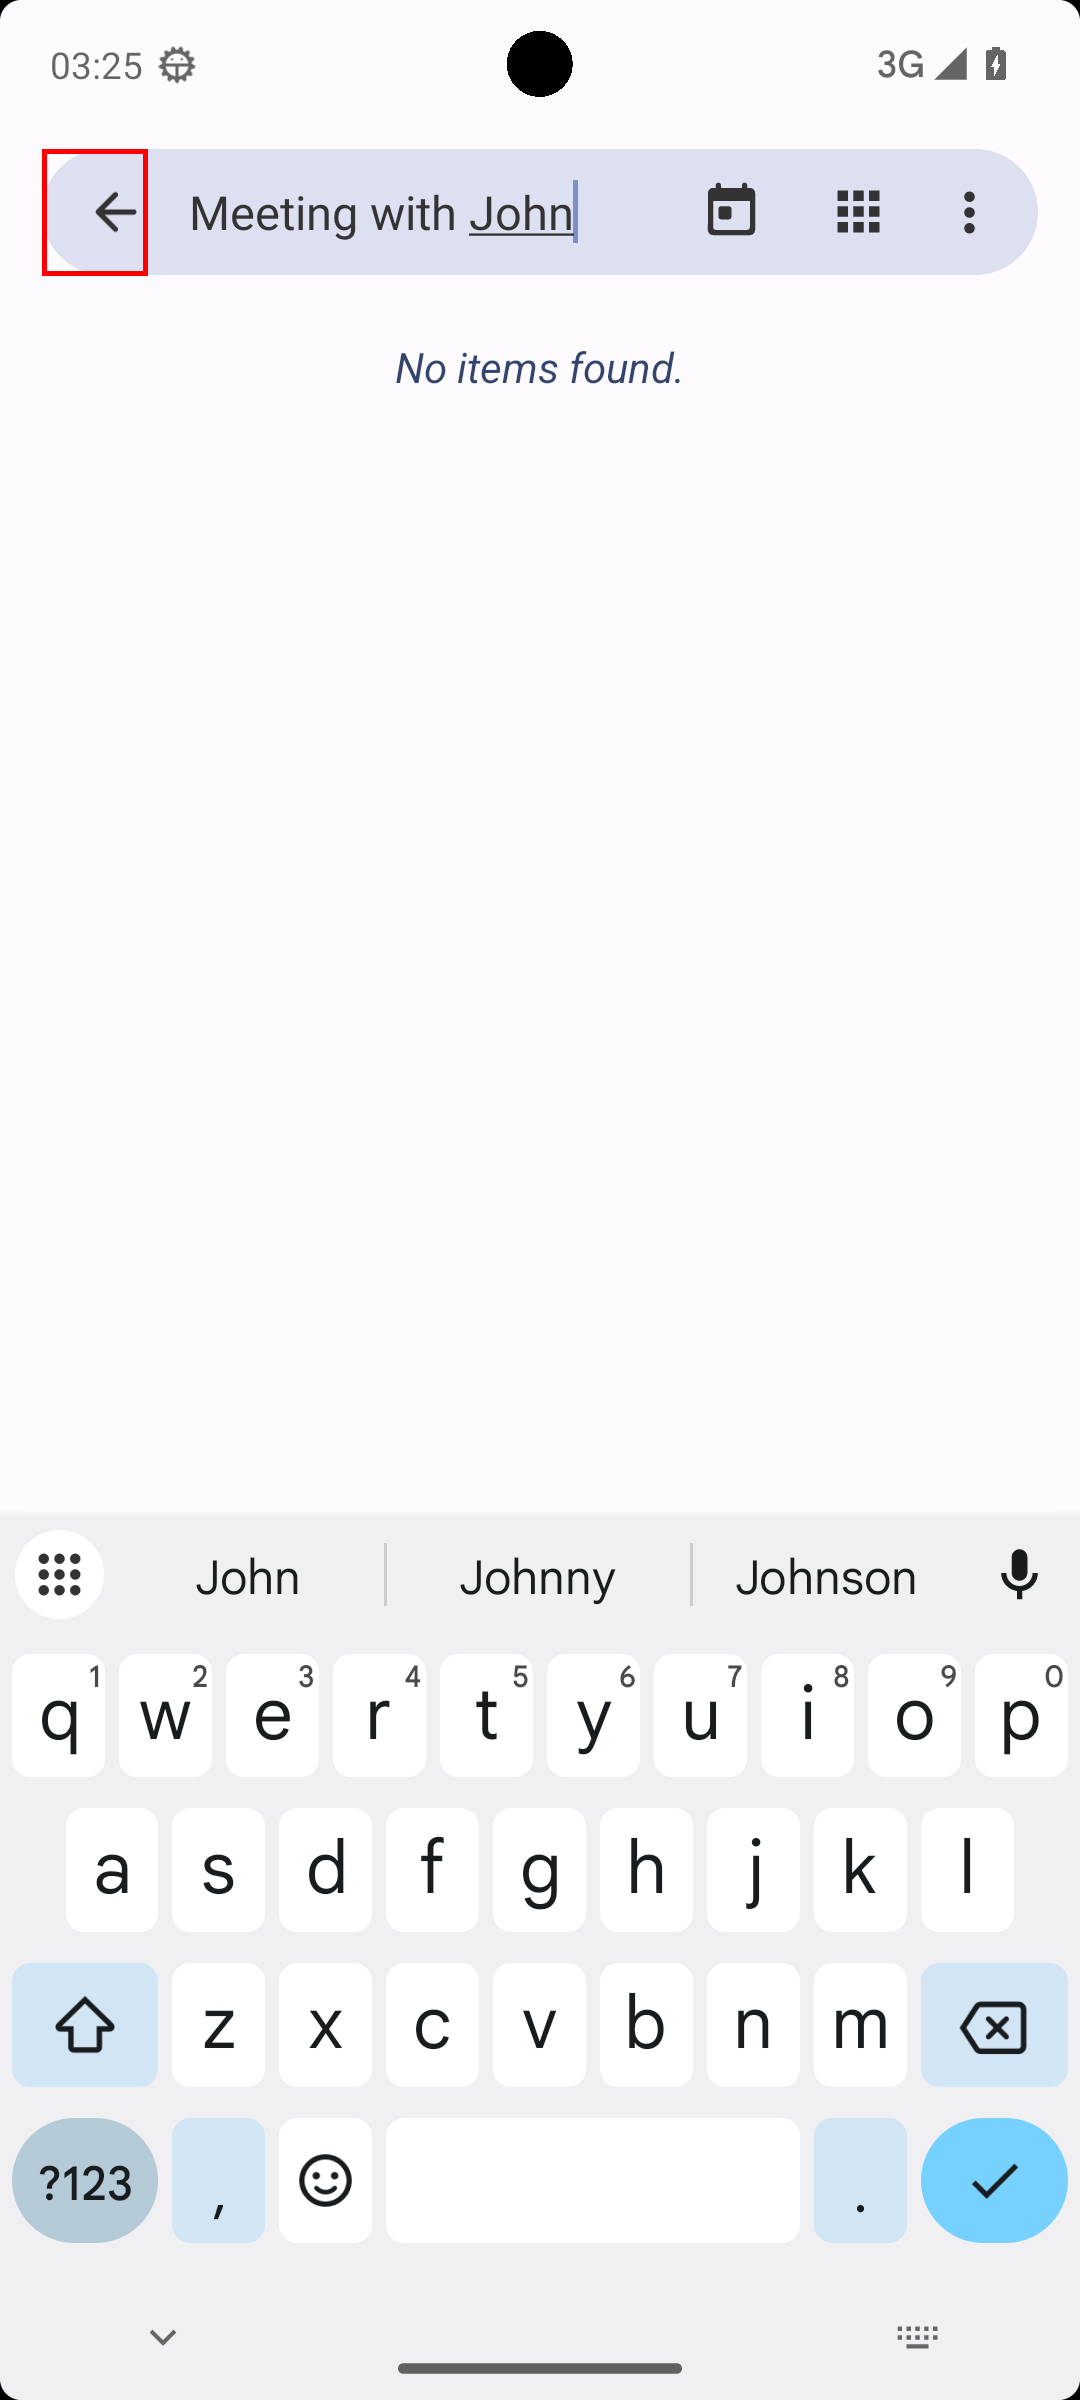 03:25
3G
Meeting with John
No items found.
John Johnny Johnson
q1 w2 e3 r4 t5 y6 u7 i8 o9 p0
a s d f g h j k l
z x c v b n m
?123 , .